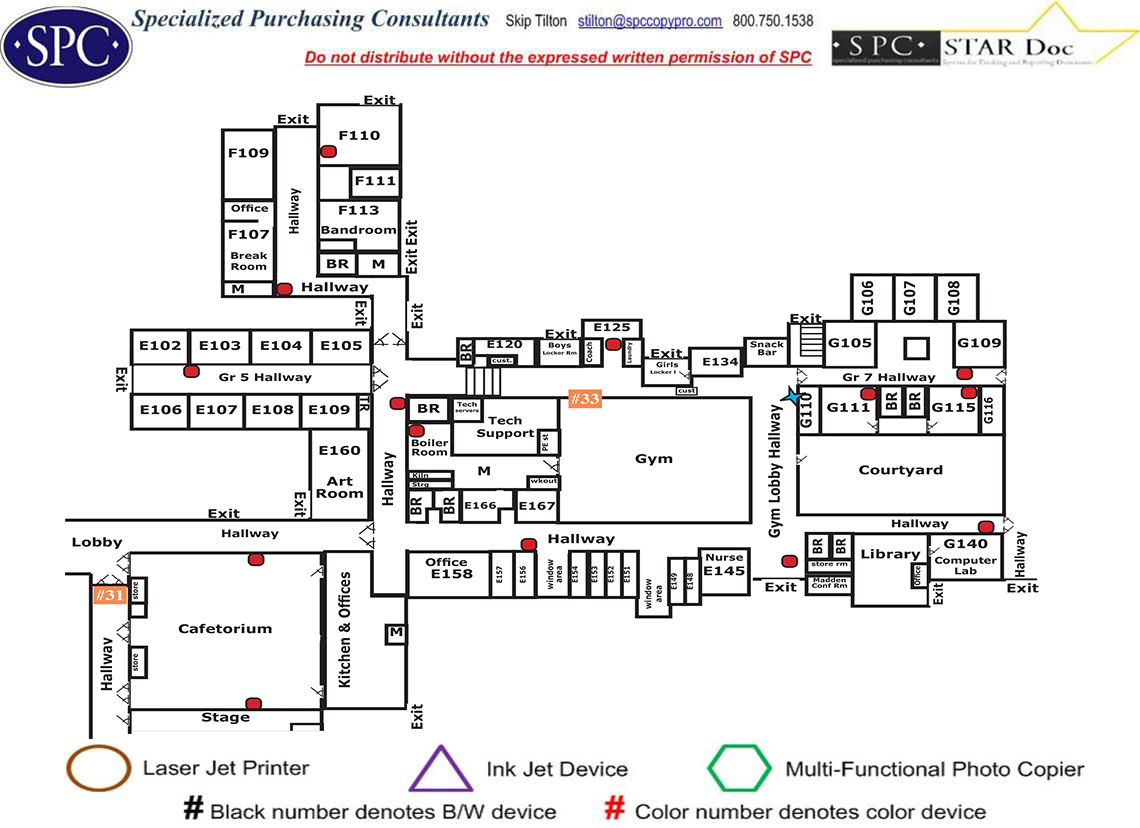 Specialized Purchasing Consultants Skip Tilton stilton@spccopypro.com 800.750.1538
·SPC·
Do not distribute without the expressed written permission of SPC
·SPC· STAR Doc
specialized purchasing consultants System for Tracking and Reporting Documents
Exit
Exit
F110
F109
F111
Office
F113
Bandroom
Hallway
F107
Break
Room
BR M
Exit Exit
M
Hallway
Exit
Exit
G106
G107
G108
Exit
E125
Exit
E102 E103 E104 E105
BR
E120
cust.
Boys
Locker Rm
Coach
Laundry
Exit
Girls
Locker
E134
Snack
Bar
G105
G109
Exit
Gr 5 Hallway
Gr 7 Hallway
cust
#33
E106 E107 E108 E109 TR
BR
Tech
servers
Tech
Support
G110
G111
BR
BR
G115
G116
Boiler
Room
PE st
E160
Art
Room
Exit
Hallway
M
Kiln
Strg
wkout
Gym
Gym Lobby Hallway
Courtyard
BR
BR
E166
E167
Exit
Hallway
Lobby
Hallway
Hallway
Office
E158
E157
E156
window
area
E154
E153
E152
E151
window
area
E149
E148
Nurse
E145
Exit
BR
BR
store rm
Madden
Conf Rm
Library
Office
G140
Computer
Lab
Exit
Hallway
Exit
#31
store
Cafetorium
store
Hallway
Kitchen & Offices
M
Stage
Exit
Laser Jet Printer Ink Jet Device Multi-Functional Photo Copier
# Black number denotes B/W device # Color number denotes color device